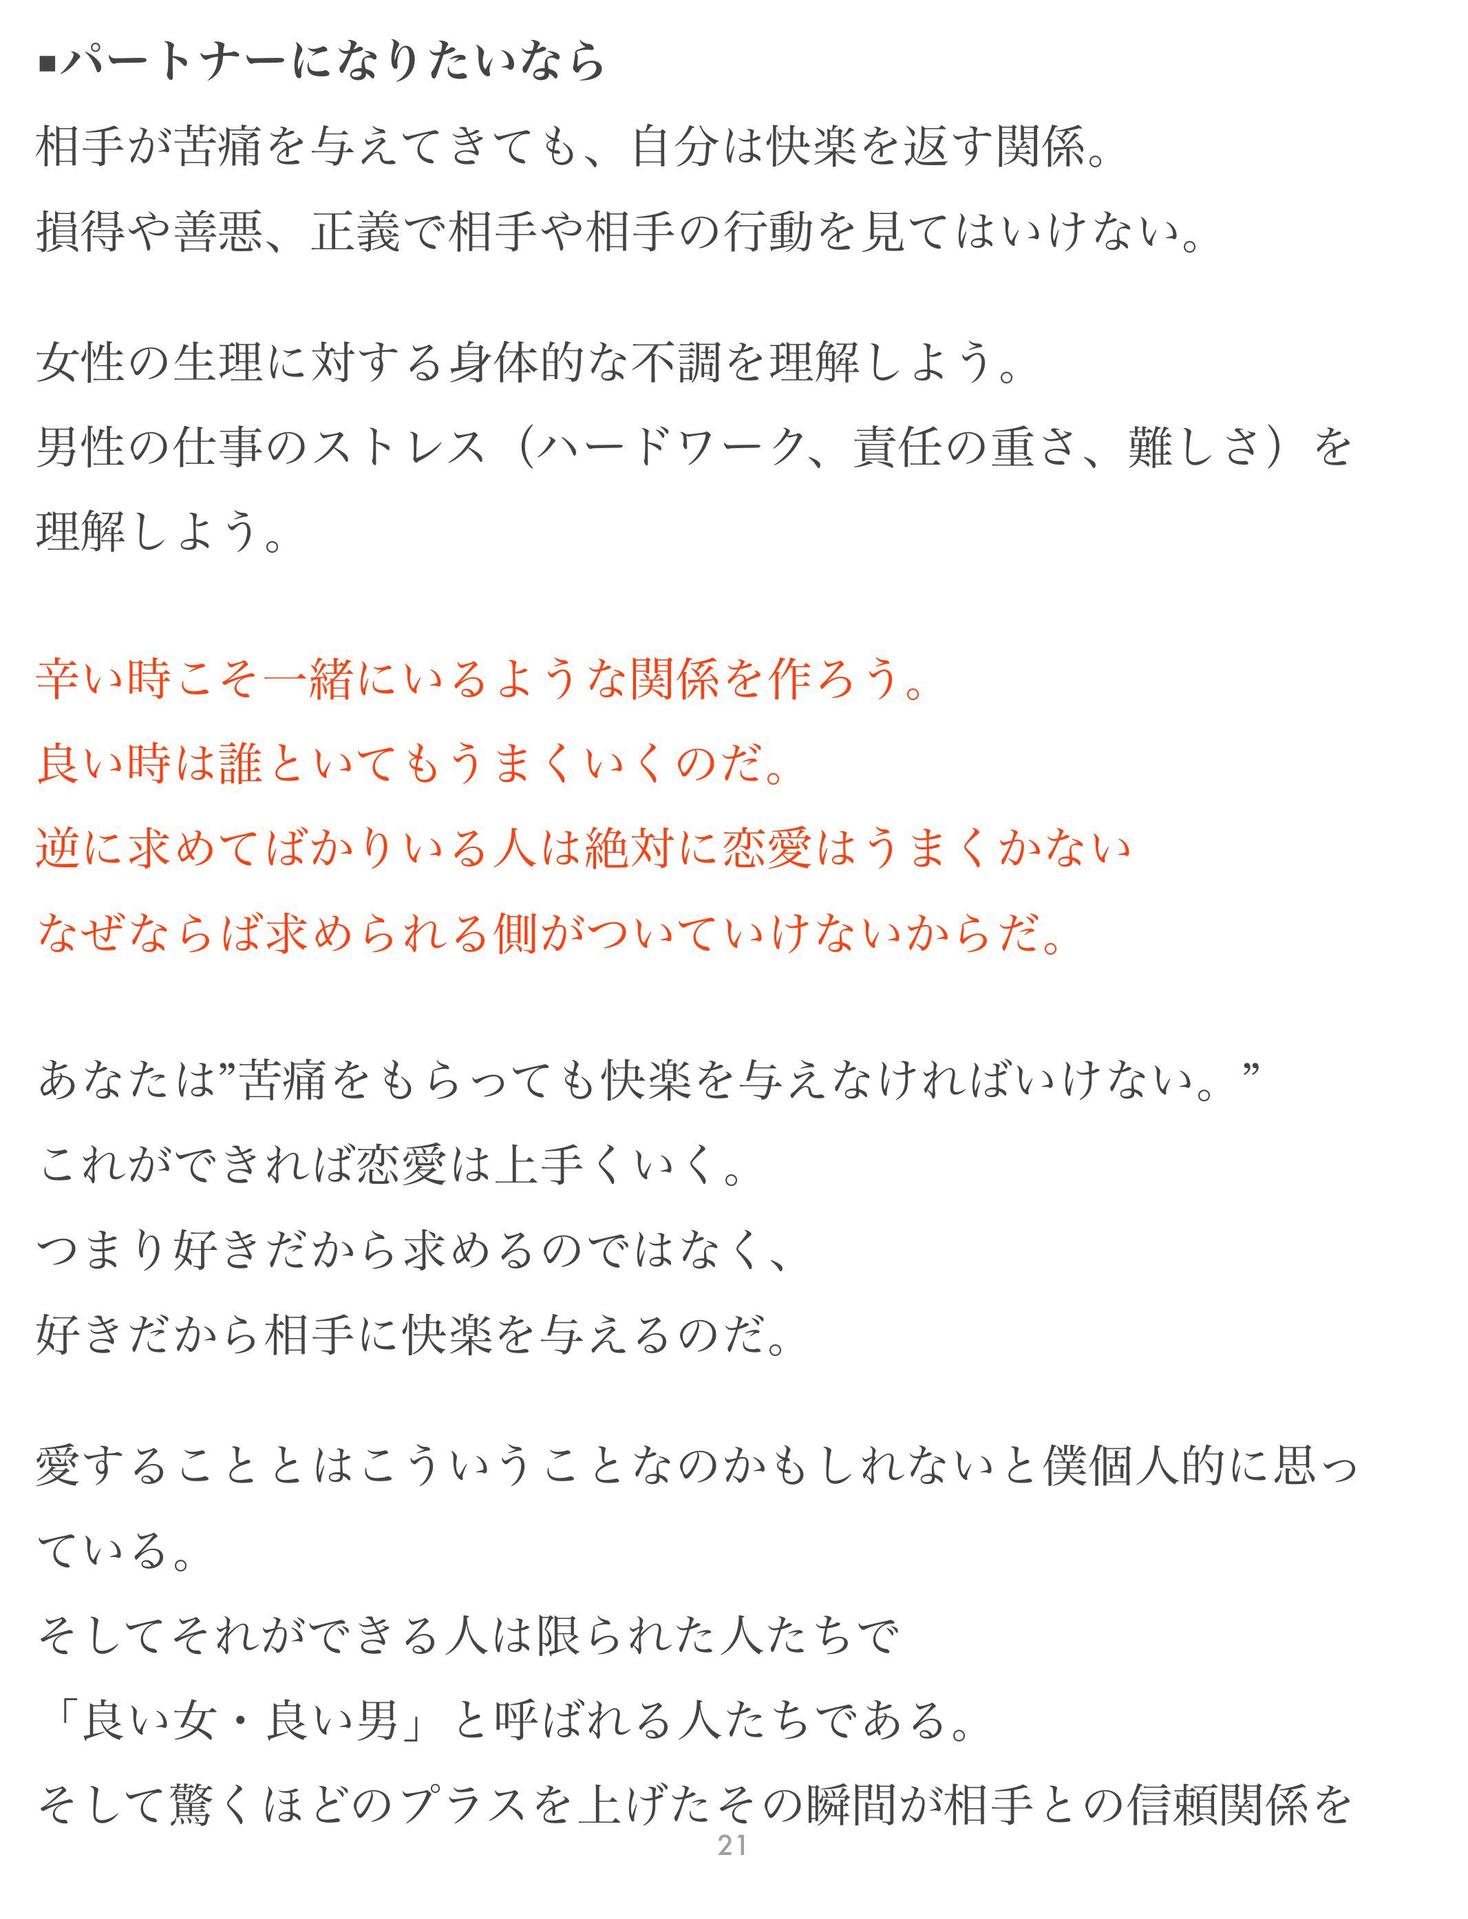 ■パートナーになりたいなら
相手が苦痛を与えてきても、自分は快楽を返す関係。
損得や善悪、正義で相手や相手の行動を見てはいけない。
女性の生理に対する身体的な不調を理解しよう。
男性の仕事のストレス（ハードワーク、責任の重さ、難しさ）を
理解しよう。
辛い時こそ一緒にいるような関係を作ろう。
良い時は誰といてもうまくいくのだ。
逆に求めてばかりいる人は絶対に恋愛はうまくかない
なぜならば求められる側がついていけないからだ。
あなたは”苦痛をもらっても快楽を与えなければいけない。”
これができれば恋愛は上手くいく。
つまり好きだから求めるのではなく、
好きだから相手に快楽を与えるのだ。
愛することとはこういうことなのかもしれないと僕個人的に思っ
ている。
そしてそれができる人は限られた人たちで
「良い女・良い男」と呼ばれる人たちである。
そして驚くほどのプラスを上げたその瞬間が相手との信頼関係を
21